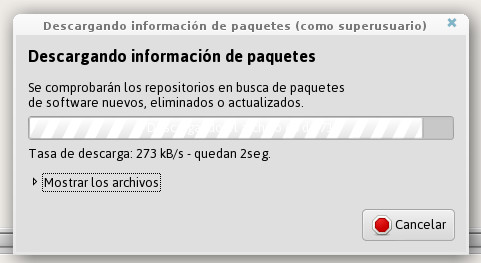 Descargando información de paquetes (como superusuario)
Descargando información de paquetes
Se comprobarán los repositorios en busca de paquetes
de software nuevos, eliminados o actualizados.
Tasa de descarga: 273 kB/s - quedan 2seg.
Mostrar los archivos
Cancelar